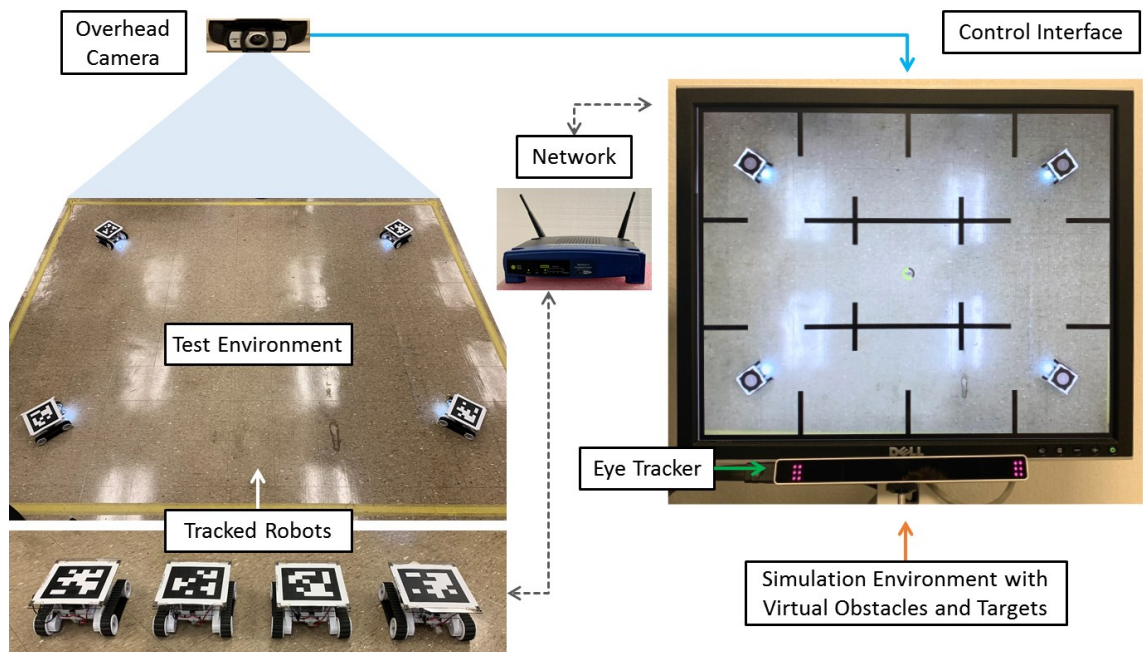 Overhead
Camera
Control Interface
Network
Test Environment
DELL
Eye Tracker
Tracked Robots
Simulation Environment with
Virtual Obstacles and Targets